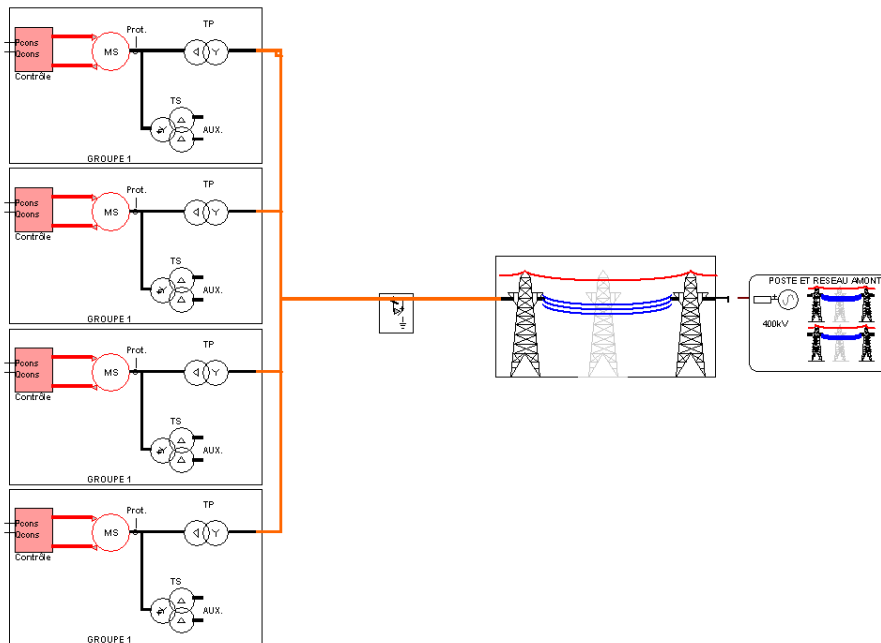 Pcons
Qcons
Contrôle
MS
Prot.
TP
Y
TS
Y
AUX.
GROUPE 1
Pcons
Qcons
Contrôle
MS
Prot.
TP
Y
TS
Y
AUX.
GROUPE 1
Pcons
Qcons
Contrôle
MS
Prot.
TP
Y
TS
Y
AUX.
GROUPE 1
Pcons
Qcons
Contrôle
MS
Prot.
TP
Y
TS
Y
AUX.
GROUPE 1
POSTE ET RESEAU AMONT
400kV